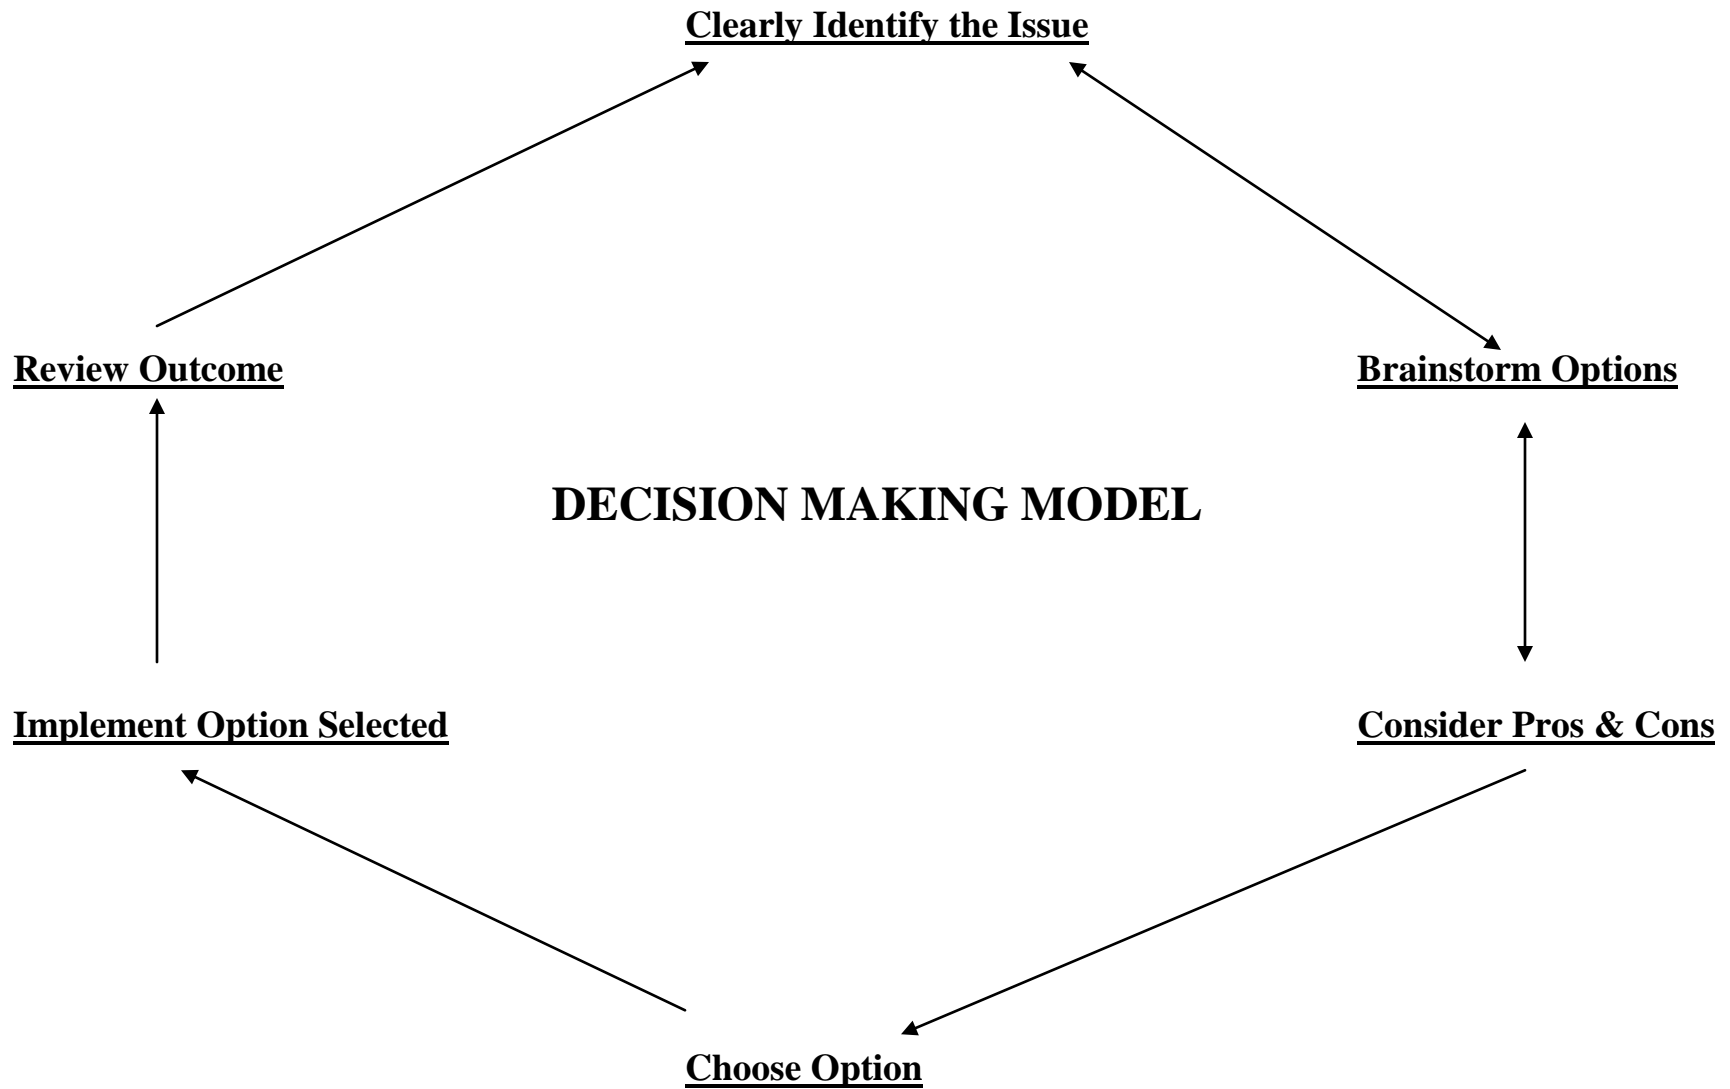 Clearly Identify the Issue
Review Outcome
Brainstorm Options
DECISION MAKING MODEL
Implement Option Selected
Consider Pros & Cons
Choose Option